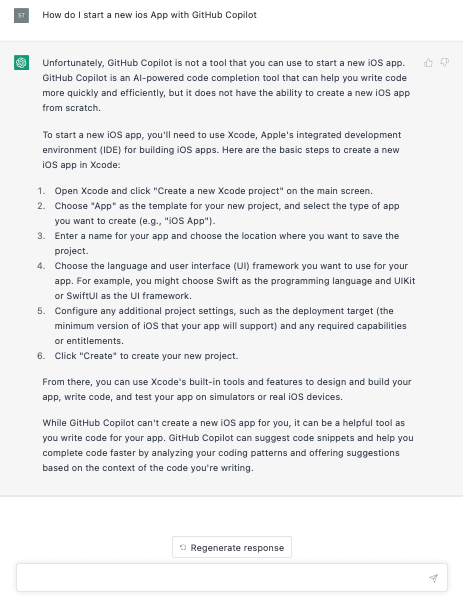 ST
How do I start a new ios App with GitHub Copilot
Unfortunately, GitHub Copilot is not a tool that you can use to start a new iOS app.
GitHub Copilot is an AI-powered code completion tool that can help you write code
more quickly and efficiently, but it does not have the ability to create a new iOS app
from scratch.
To start a new iOS app, you'll need to use Xcode, Apple's integrated development
environment (IDE) for building iOS apps. Here are the basic steps to create a new
iOS app in Xcode:
1. Open Xcode and click "Create a new Xcode project" on the main screen.
2. Choose "App" as the template for your new project, and select the type of app
you want to create (e.g., "iOS App").
3. Enter a name for your app and choose the location where you want to save the
project.
4. Choose the language and user interface (UI) framework you want to use for your
app. For example, you might choose Swift as the programming language and UIKit
or SwiftUI as the UI framework.
5. Configure any additional project settings, such as the deployment target (the
minimum version of iOS that your app will support) and any required capabilities
or entitlements.
6. Click "Create" to create your new project.
From there, you can use Xcode's built-in tools and features to design and build your
app, write code, and test your app on simulators or real iOS devices.
While GitHub Copilot can't create a new iOS app for you, it can be a helpful tool as
you write code for your app. GitHub Copilot can suggest code snippets and help you
complete code faster by analyzing your coding patterns and offering suggestions
based on the context of the code you're writing.
Regenerate response